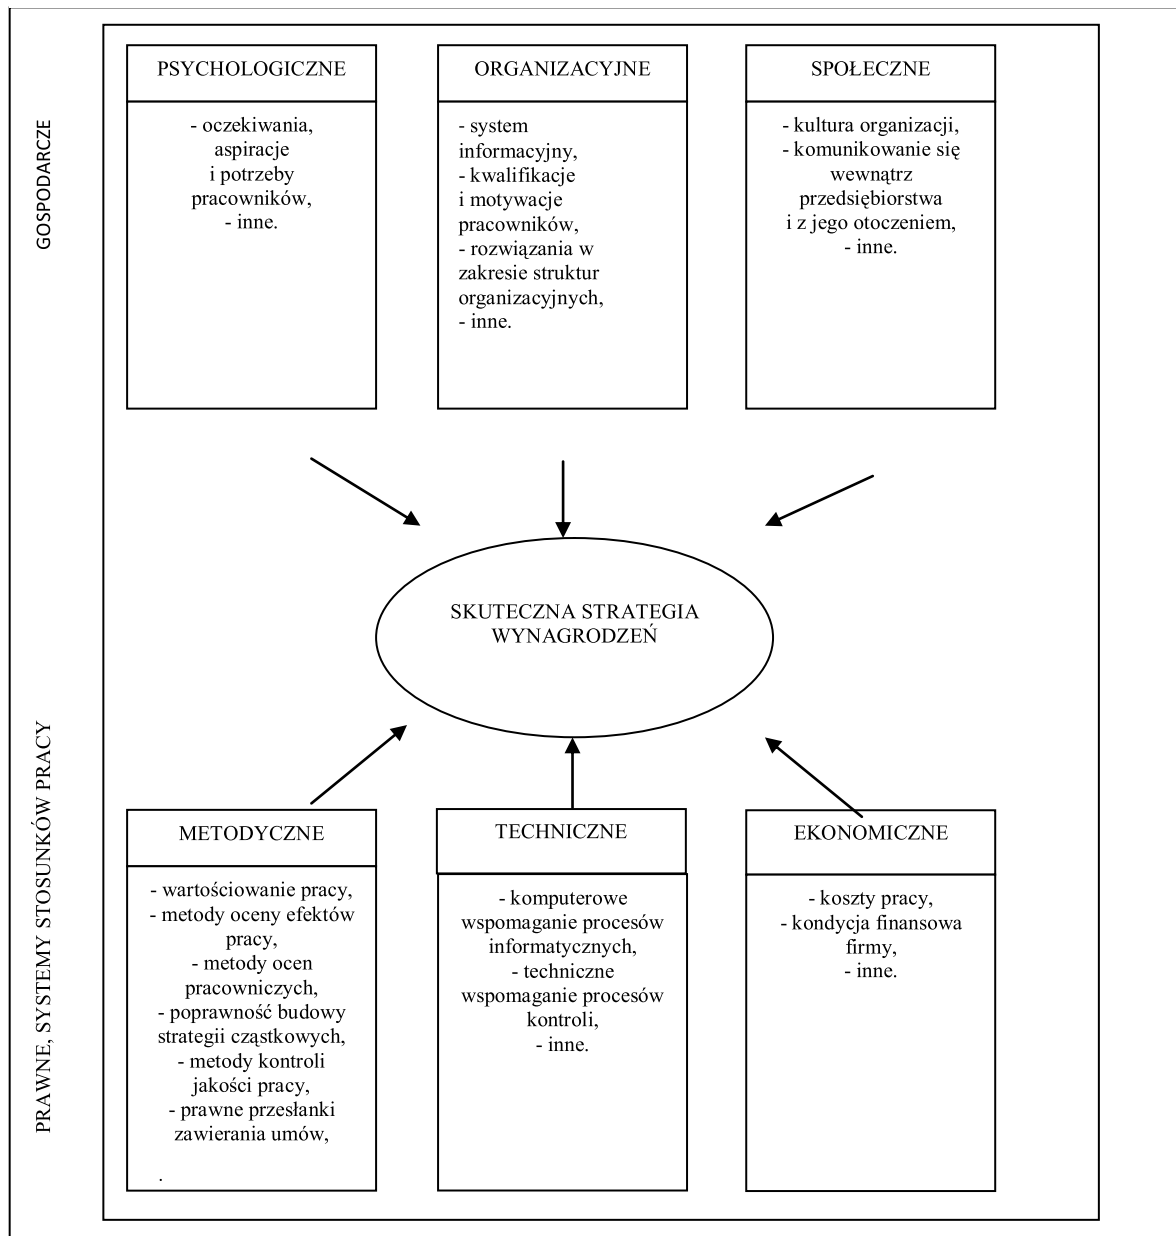 GOSPODARCZE
PSYCHOLOGICZNE
- oczekiwania,
aspiracje
i potrzeby
pracowników,
- inne.
ORGANIZACYJNE
- system
informacyjny,
- kwalifikacje
i motywacje
pracowników,
- rozwiązania w
zakresie struktur
organizacyjnych,
- inne.
SPOŁECZNE
- kultura organizacji,
- komunikowanie się
wewnątrz
przedsiębiorstwa
i z jego otoczeniem,
- inne.
SKUTECZNA STRATEGIA
WYNAGRODZEŃ
PRAWNE, SYSTEMY STOSUNKÓW PRACY
METODYCZNE
- wartościowanie pracy,
- metody oceny efektów
pracy,
- metody ocen
pracowniczych,
- poprawność budowy
strategii cząstkowych,
- metody kontroli
jakości pracy,
- prawne przesłanki
zawierania umów,
.
TECHNICZNE
- komputerowe
wspomaganie procesów
informatycznych,
- techniczne
wspomaganie procesów
kontroli,
- inne.
EKONOMICZNE
- koszty pracy,
- kondycja finansowa
firmy,
- inne.